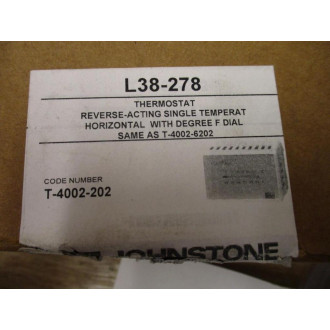 L38-278
THERMOSTAT
REVERSE-ACTING SINGLE TEMPERAT
HORIZONTAL WITH DEGREE F DIAL
SAME AS T-4002-6202
CODE NUMBER
T-4002-202
JOHNSTONE